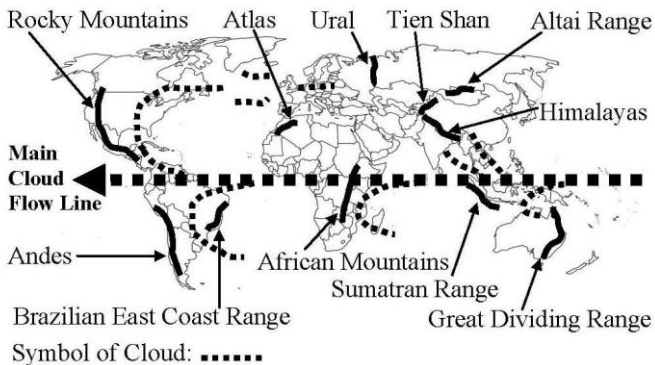 Rocky Mountains
Atlas
Ural
Tien Shan
Altai Range
Himalayas
Main
Cloud
Flow Line
Andes
African Mountains
Sumatran Range
Brazilian East Coast Range
Great Dividing Range
Symbol of Cloud: